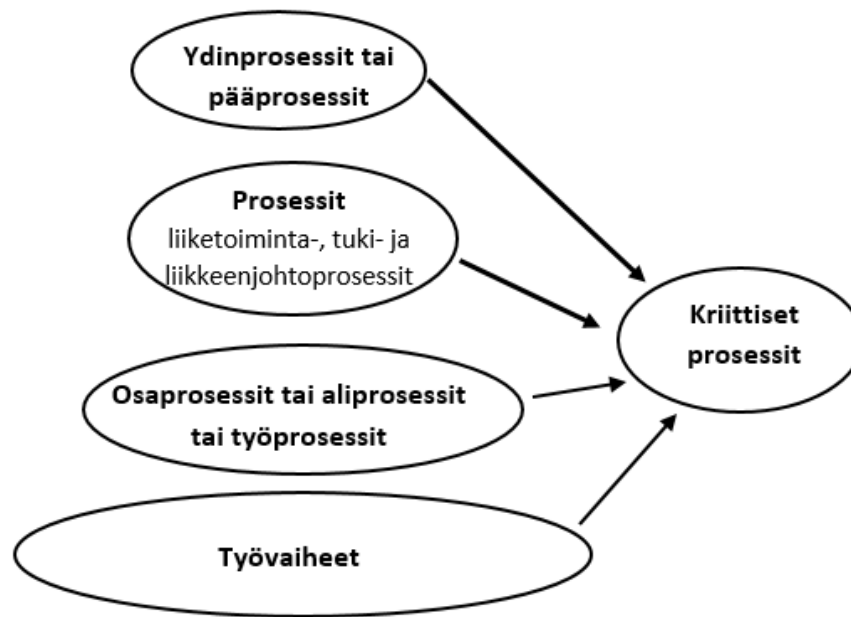 Ydinprosessit tai
pääprosessit
Prosessit
liiketoiminta-, tuki- ja
liikkeenjohtoprosessit
Kriittiset
prosessit
Osaprosessit tai aliprosessit
tai työprosessit
Työvaiheet